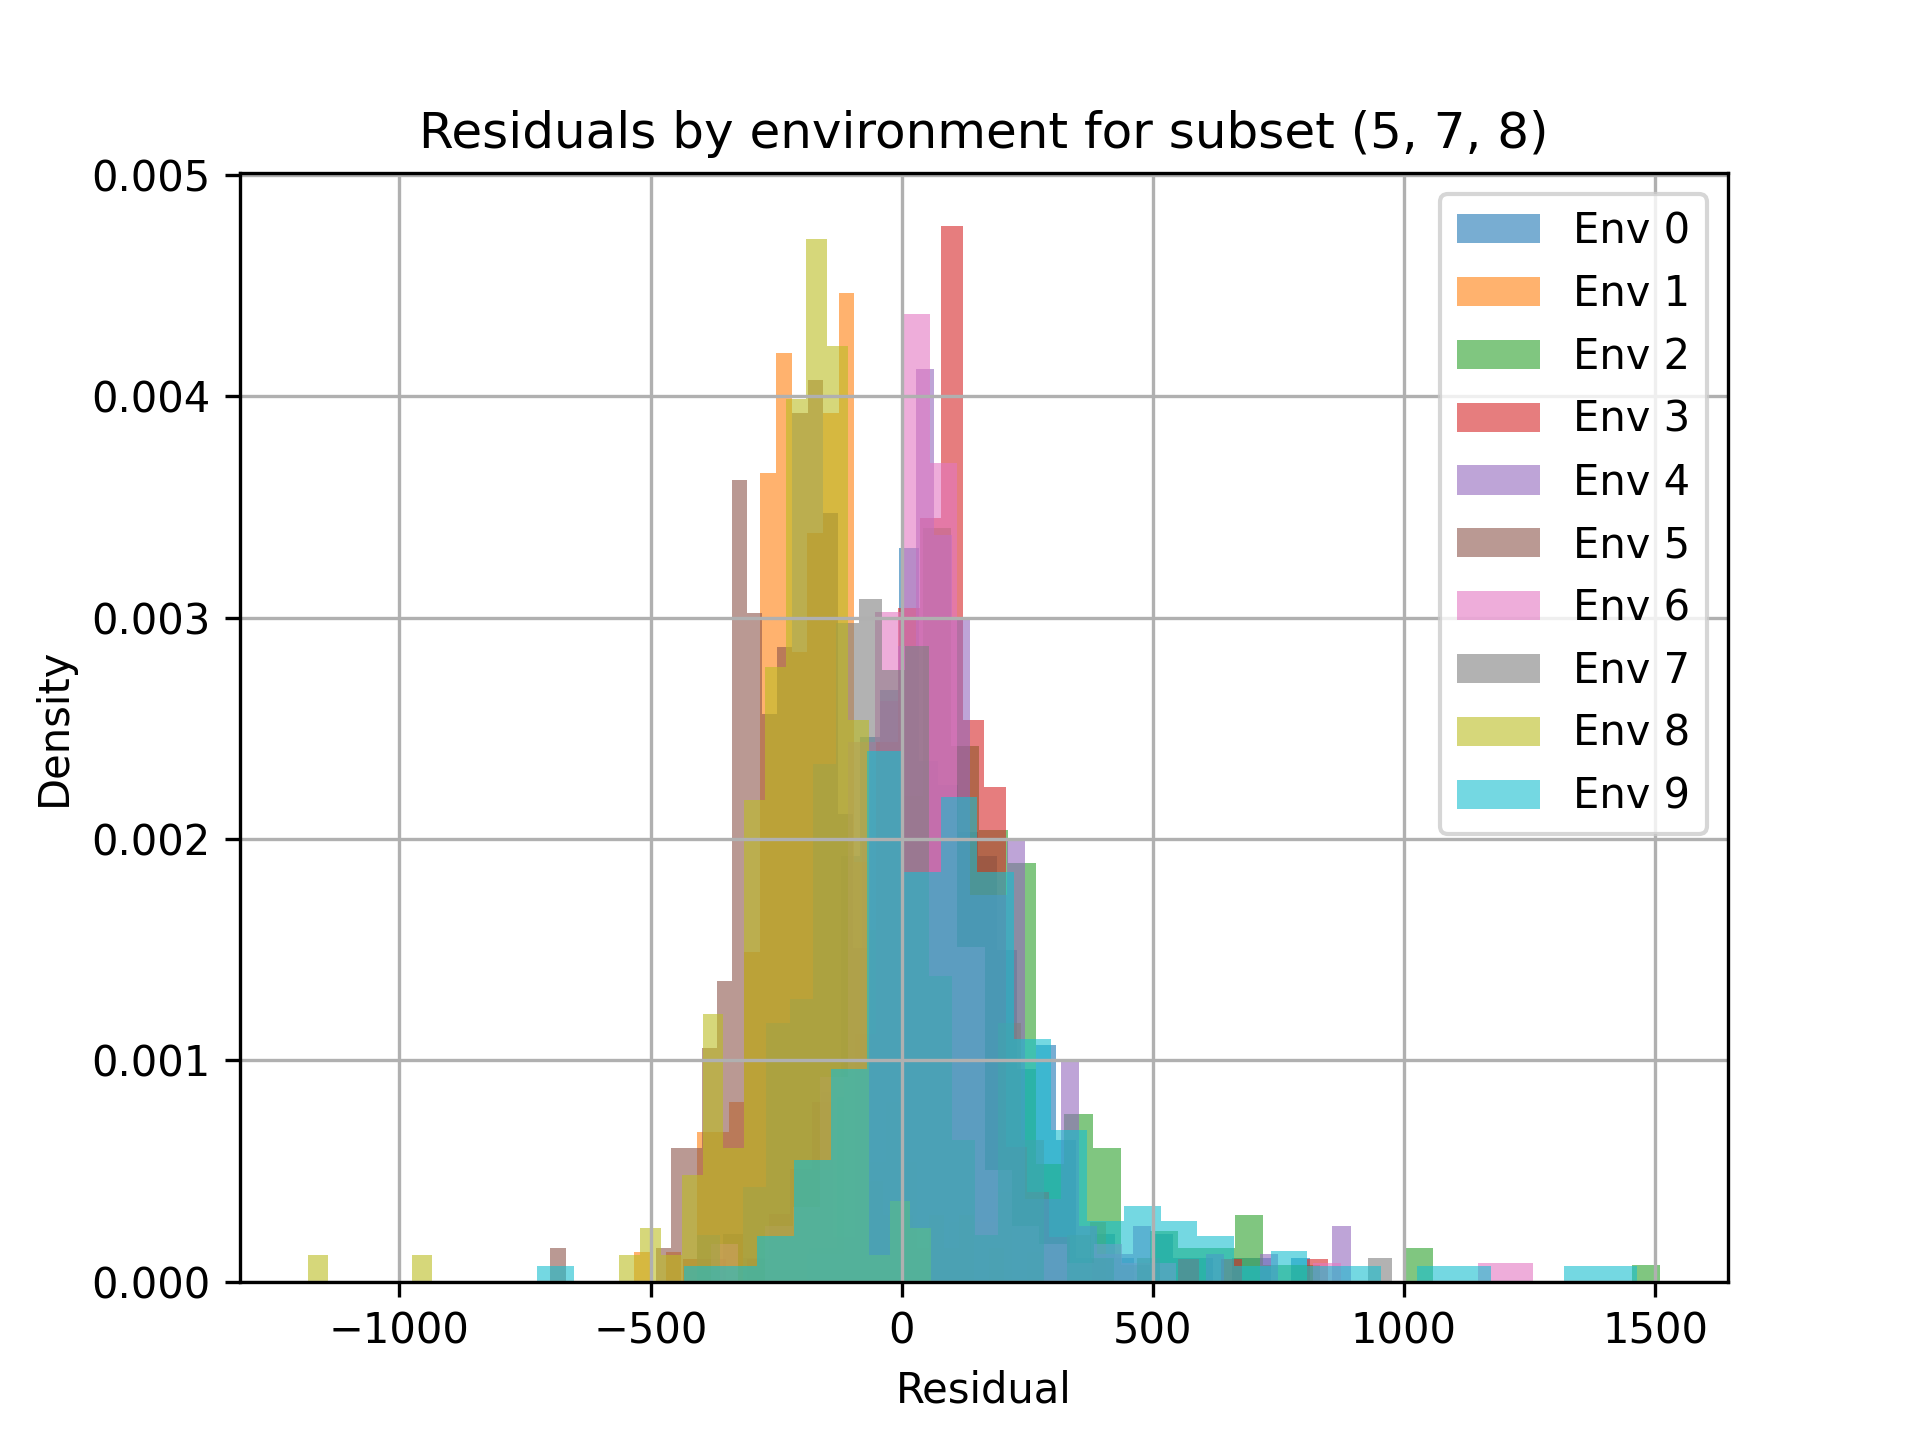 Residuals by environment for subset (5, 7, 8)
0.005
0.004
0.003
0.002
0.001
0.000
Density
−1000
−500
0
500
1000
1500
Residual
Env 0
Env 1
Env 2
Env 3
Env 4
Env 5
Env 6
Env 7
Env 8
Env 9